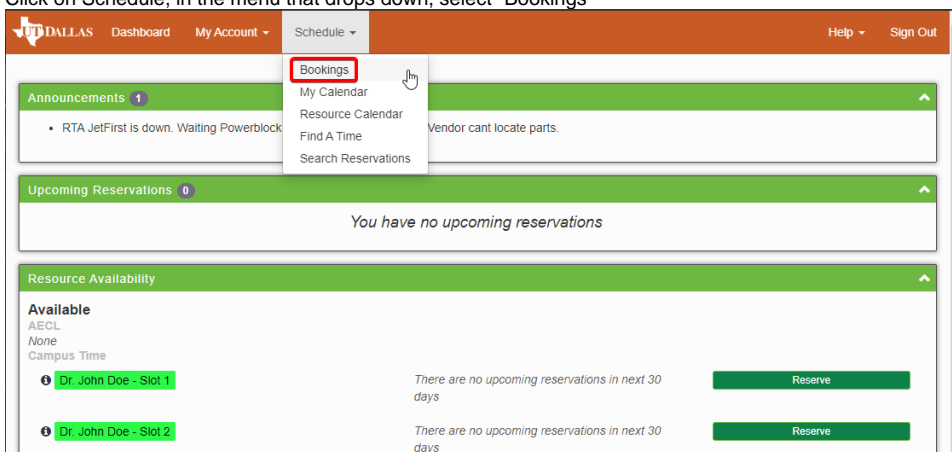 Click on Schedule, in the menu that drops down, select "Bookings"
UT DALLAS Dashboard My Account Schedule Help Sign Out
Bookings
My Calendar
Resource Calendar
Find A Time
Search Reservations
Announcements 1
RTA JetFirst is down. Waiting Powerblock Vendor cant locate parts.
Upcoming Reservations 0
You have no upcoming reservations
Resource Availability
Available
AECL
None
Campus Time
Dr. John Doe - Slot 1 There are no upcoming reservations in next 30 days Reserve
Dr. John Doe - Slot 2 There are no upcoming reservations in next 30 days Reserve